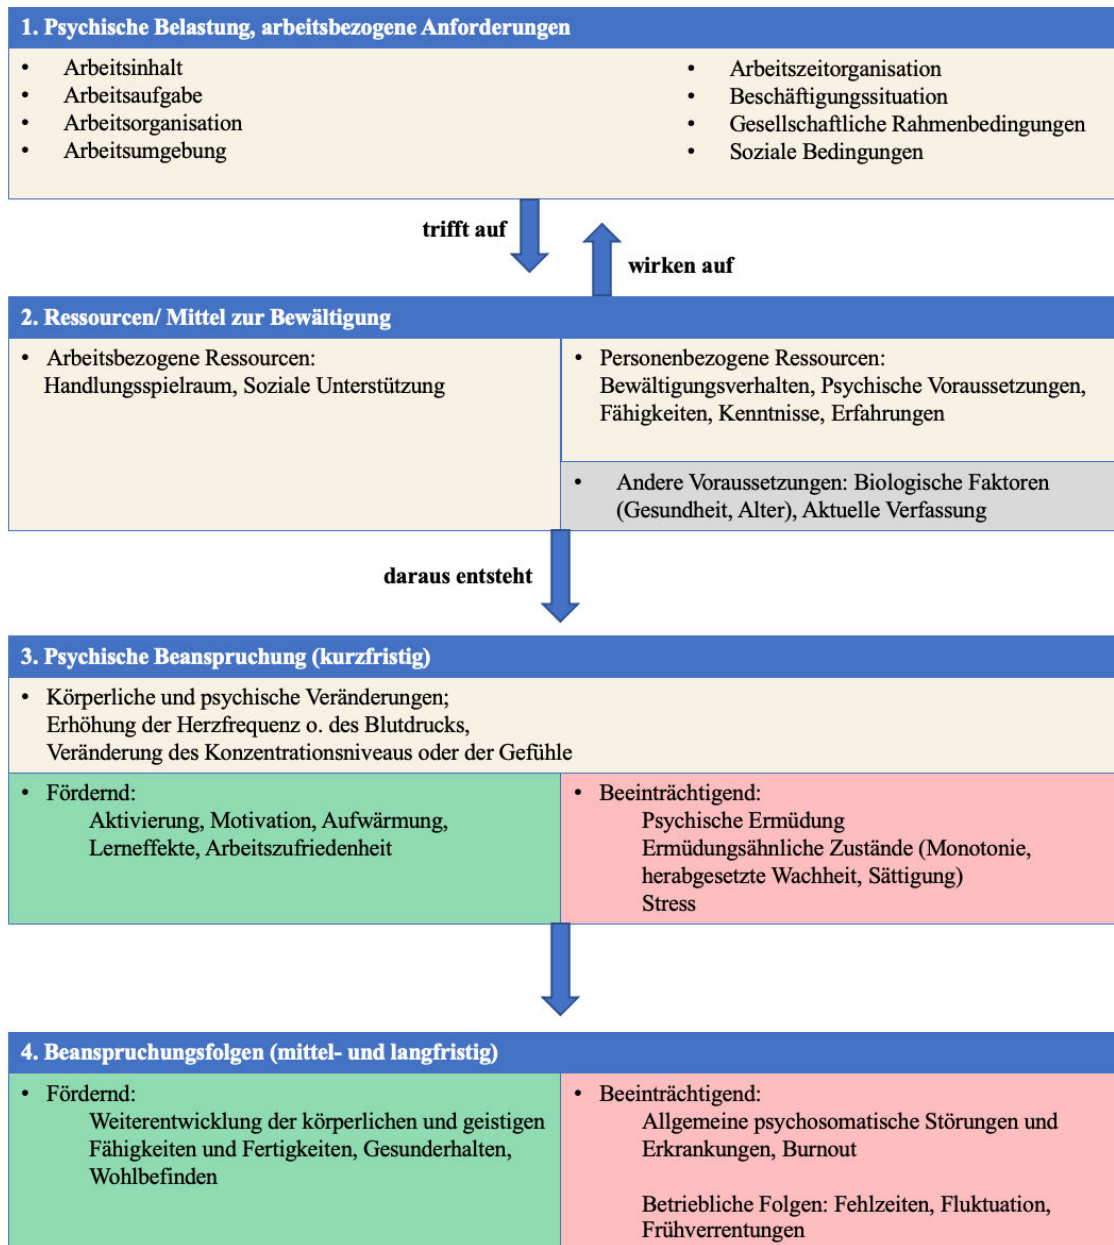 1. Psychische Belastung, arbeitsbezogene Anforderungen
• Arbeitsinhalt
• Arbeitsaufgabe
• Arbeitsorganisation
• Arbeitsumgebung
• Arbeitszeitorganisation
• Beschäftigungssituation
• Gesellschaftliche Rahmenbedingungen
• Soziale Bedingungen
trifft auf
wirken auf
2. Ressourcen/ Mittel zur Bewältigung
• Arbeitsbezogene Ressourcen:
Handlungsspielraum, Soziale Unterstützung
• Personenbezogene Ressourcen:
Bewältigungsverhalten, Psychische Voraussetzungen,
Fähigkeiten, Kenntnisse, Erfahrungen
• Andere Voraussetzungen: Biologische Faktoren
(Gesundheit, Alter), Aktuelle Verfassung
daraus entsteht
3. Psychische Beanspruchung (kurzfristig)
• Körperliche und psychische Veränderungen;
Erhöhung der Herzfrequenz o. des Blutdrucks,
Veränderung des Konzentrationsniveaus oder der Gefühle
• Fördernd:
Aktivierung, Motivation, Aufwärmung,
Lerneffekte, Arbeitszufriedenheit
• Beeinträchtigend:
Psychische Ermüdung
Ermüdungsähnliche Zustände (Monotonie,
herabgesetzte Wachheit, Sättigung)
Stress
4. Beanspruchungsfolgen (mittel- und langfristig)
• Fördernd:
Weiterentwicklung der körperlichen und geistigen
Fähigkeiten und Fertigkeiten, Gesunderhalten,
Wohlbefinden
• Beeinträchtigend:
Allgemeine psychosomatische Störungen und
Erkrankungen, Burnout
Betriebliche Folgen: Fehlzeiten, Fluktuation,
Frühverrentungen